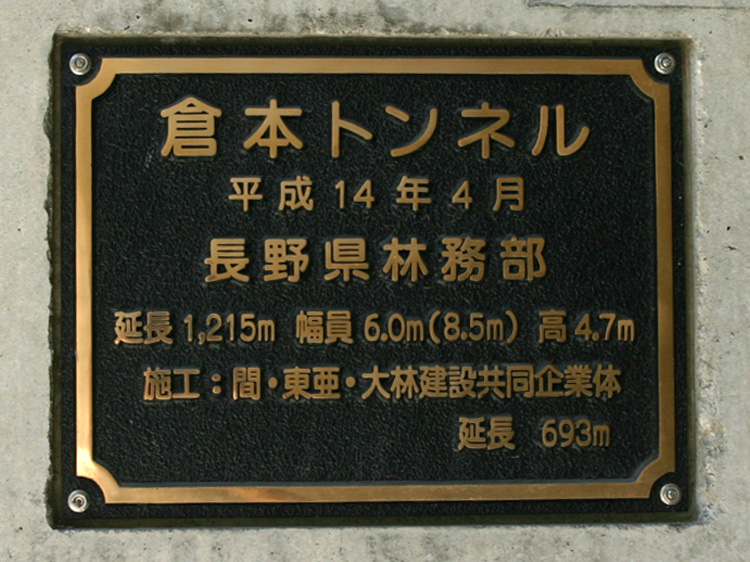 倉本トンネル
平成14年4月
長野県林務部
延長1,215m 幅員6.0m(8.5m) 高4.7m
施工：間・東亜・大林建設共同企業体
延長 693m